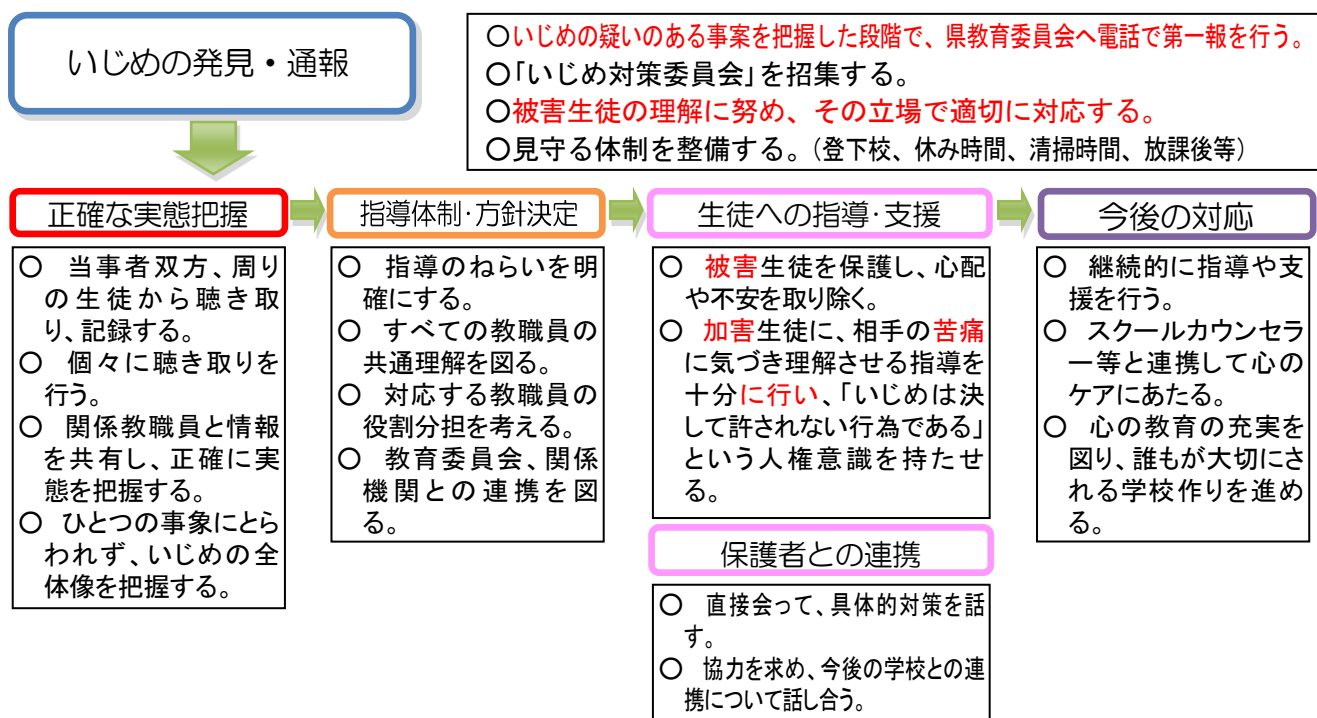 いじめの発見・通報
○いじめの疑いのある事案を把握した段階で、県教育委員会へ電話で第一報を行う。
○「いじめ対策委員会」を招集する。
○被害生徒の理解に努め、その立場で適切に対応する。
○見守る体制を整備する。（登下校、休み時間、清掃時間、放課後等）
正確な実態把握
○　当事者双方、周り
の生徒から聴き取
り、記録する。
○　個々に聴き取りを
行う。
○　関係教職員と情報
を共有し、正確に実
態を把握する。
○　ひとつの事象にとら
われず、いじめの全
体像を把握する。
指導体制・方針決定
○　指導のねらいを明
確にする。
○　すべての教職員の
共通理解を図る。
○　対応する教職員の
役割分担を考える。
○　教育委員会、関係
機関との連携を図
る。
生徒への指導・支援
○　被害生徒を保護し、心配
や不安を取り除く。
○　加害生徒に、相手の苦痛
に気づき理解させる指導を
十分に行い、「いじめは決
して許されない行為である」
という人権意識を持たせ
る。
保護者との連携
○　直接会って、具体的対策を話
す。
○　協力を求め、今後の学校との連
携について話し合う。
今後の対応
○　継続的に指導や支
援を行う。
○　スクールカウンセラ
ー等と連携して心の
ケアにあたる。
○　心の教育の充実を
図り、誰もが大切にさ
れる学校作りを進め
る。